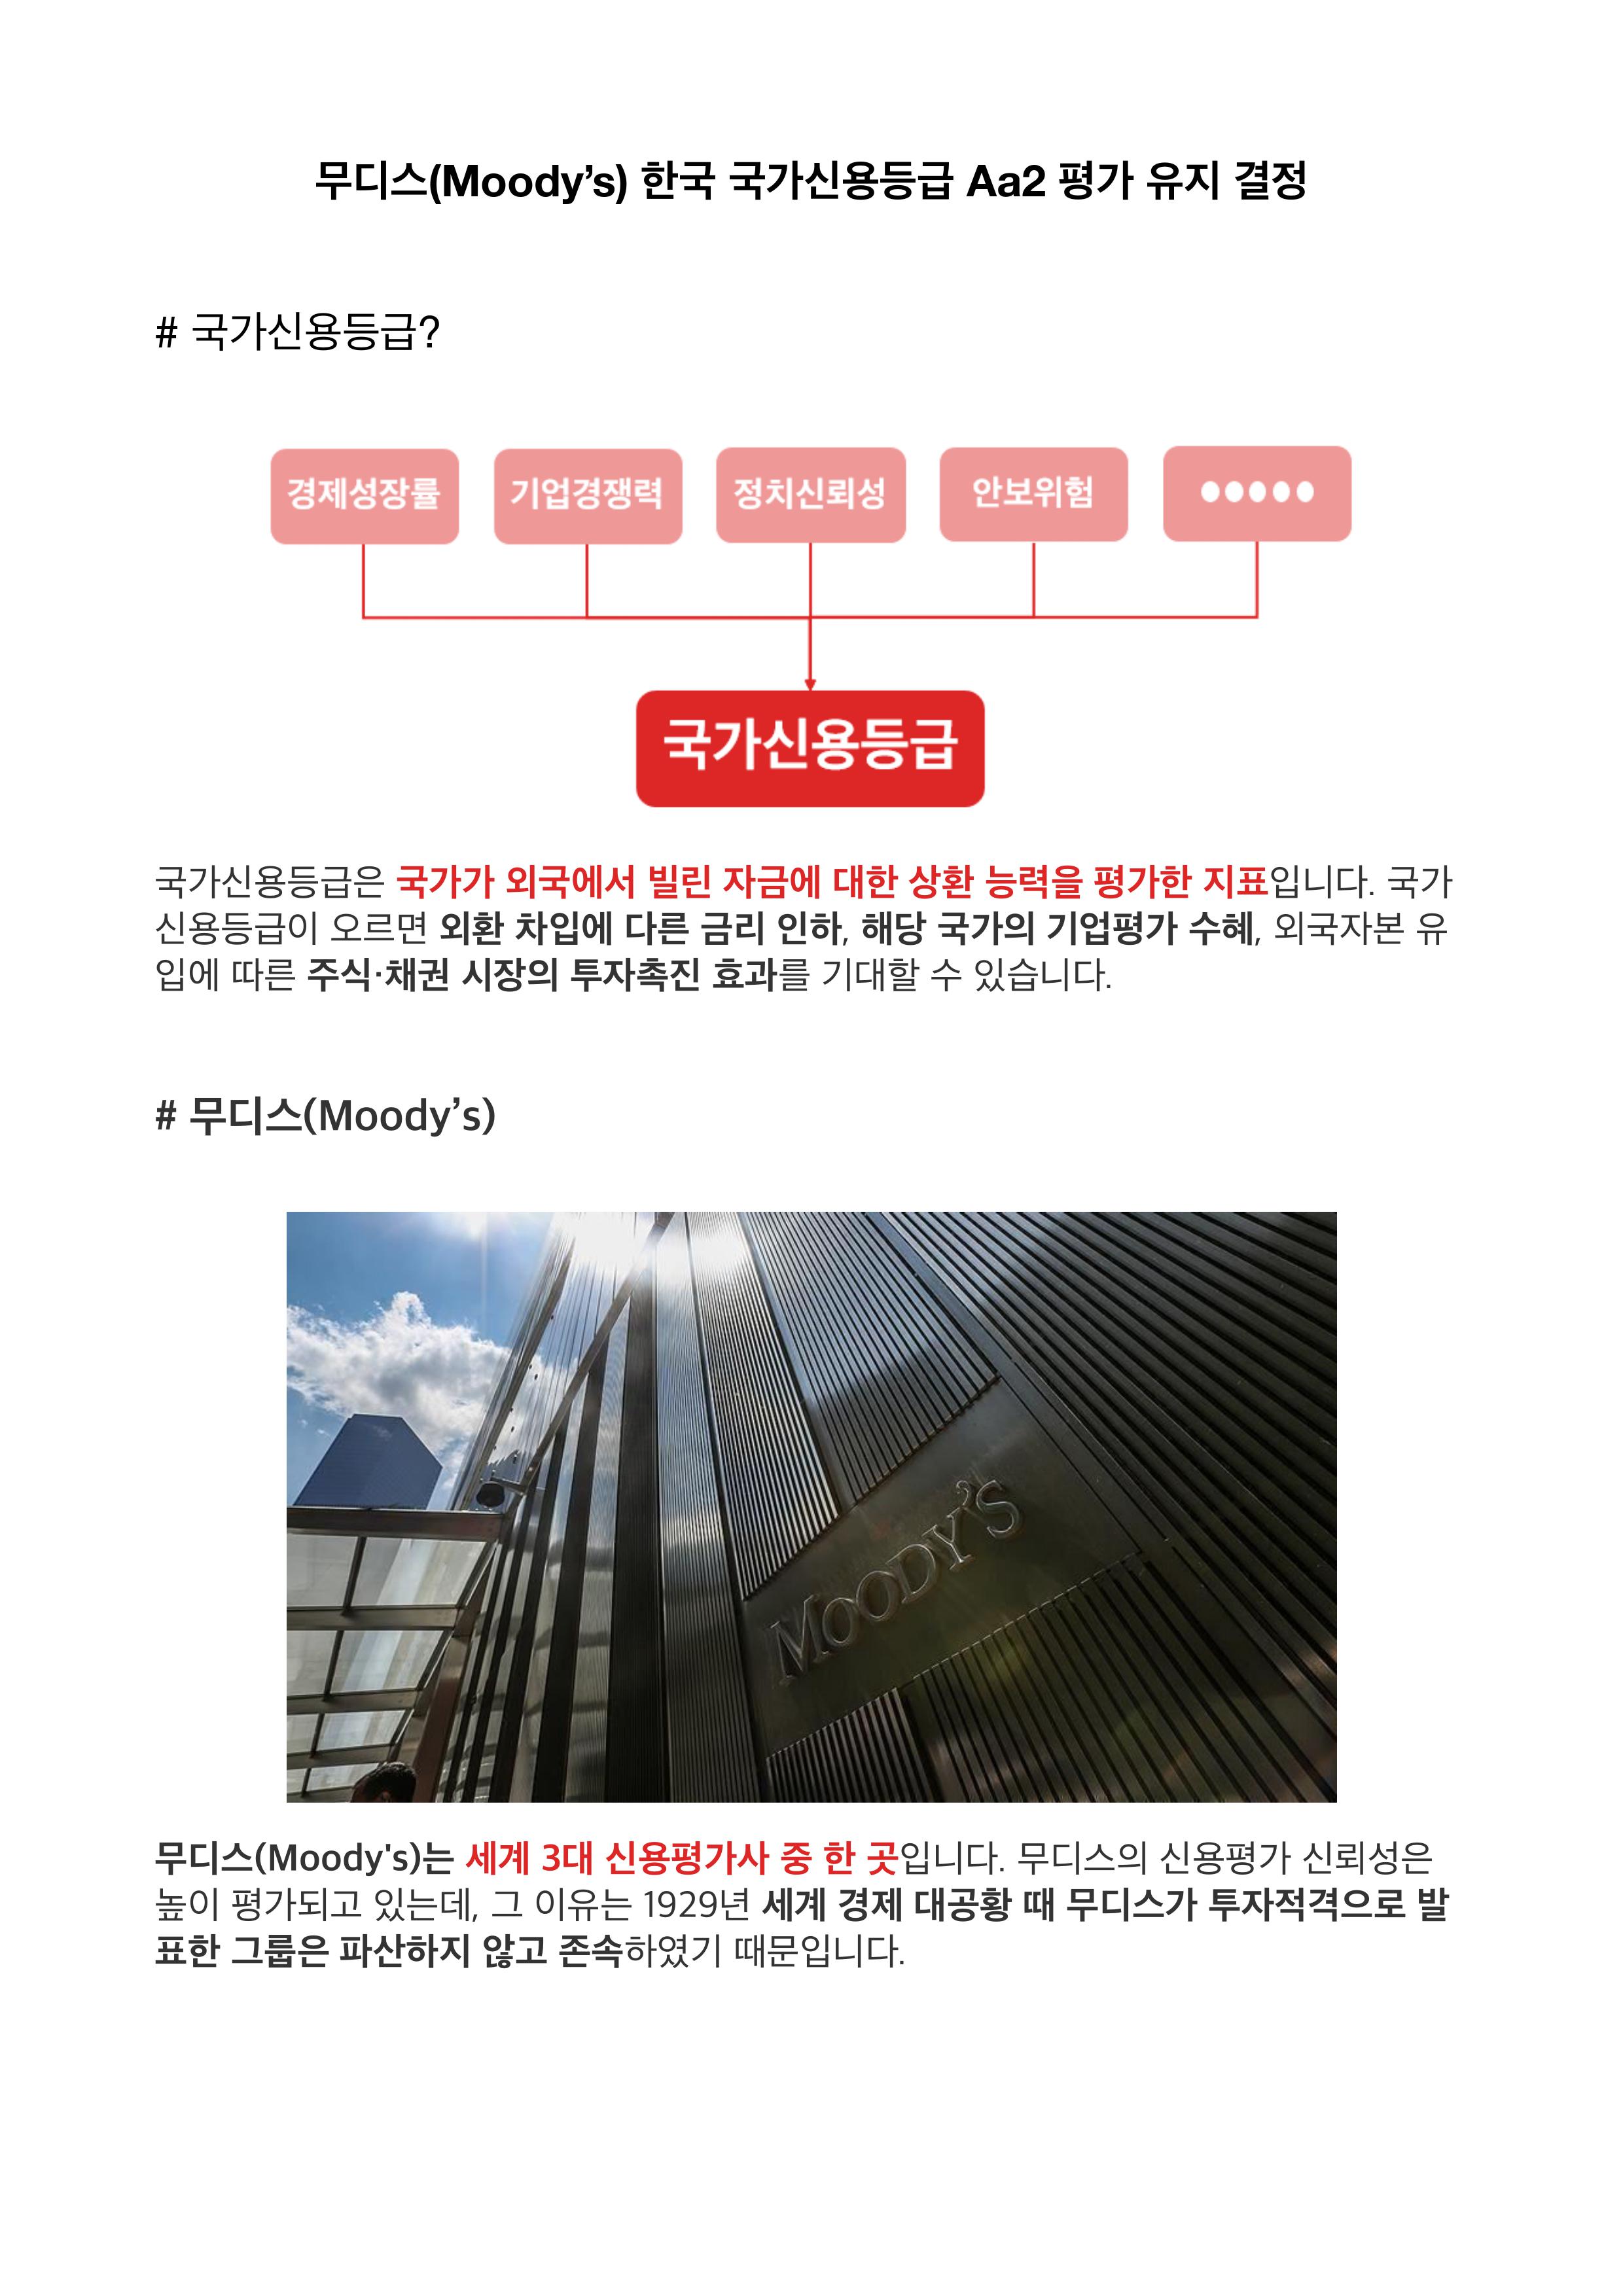 무디스(Moody’s) 한국 국가신용등급 Aa2 평가 유지 결정
# 국가신용등급?
경제성장률 기업경쟁력 정치신뢰성 안보위험 ●●●●●
국가신용등급
국가신용등급은 국가가 외국에서 빌린 자금에 대한 상환 능력을 평가한 지표입니다. 국가
신용등급이 오르면 외환 차입에 다른 금리 인하, 해당 국가의 기업평가 수혜, 외국자본 유
입에 따른 주식·채권 시장의 투자촉진 효과를 기대할 수 있습니다.
# 무디스(Moody’s)
MOODY’S
무디스(Moody's)는 세계 3대 신용평가사 중 한 곳입니다. 무디스의 신용평가 신뢰성은
높이 평가되고 있는데, 그 이유는 1929년 세계 경제 대공황 때 무디스가 투자적격으로 발
표한 그룹은 파산하지 않고 존속하였기 때문입니다.